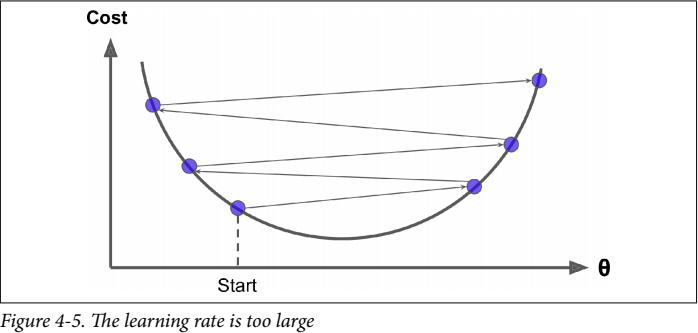 Cost
θ
Start
Figure 4-5. The learning rate is too large